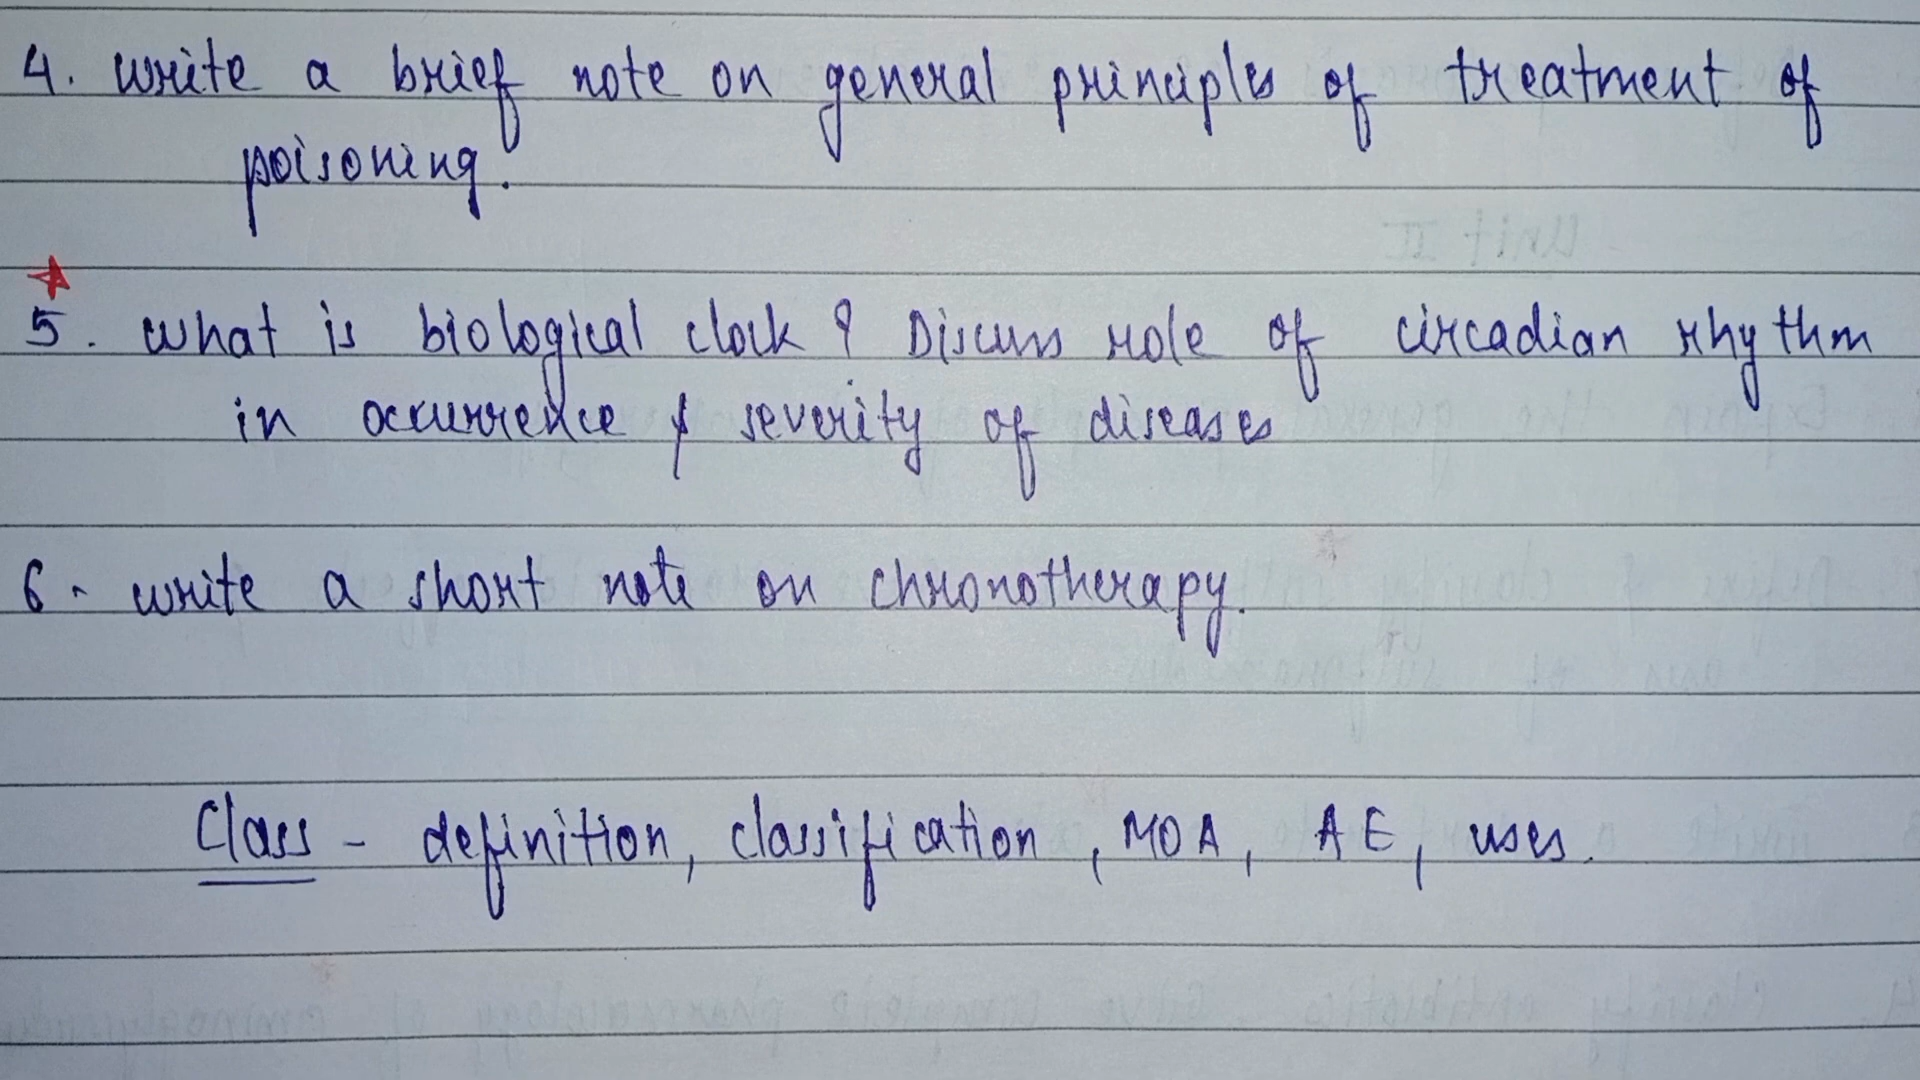 4. write a brief note on general principles of treatment of
poisoning.
5. what is biological clock ? Discuss role of circadian rhythm
in occurrence & severity of diseases
6. write a short note on chronotherapy.
Class - definition, classification, MOA, AE, uses.